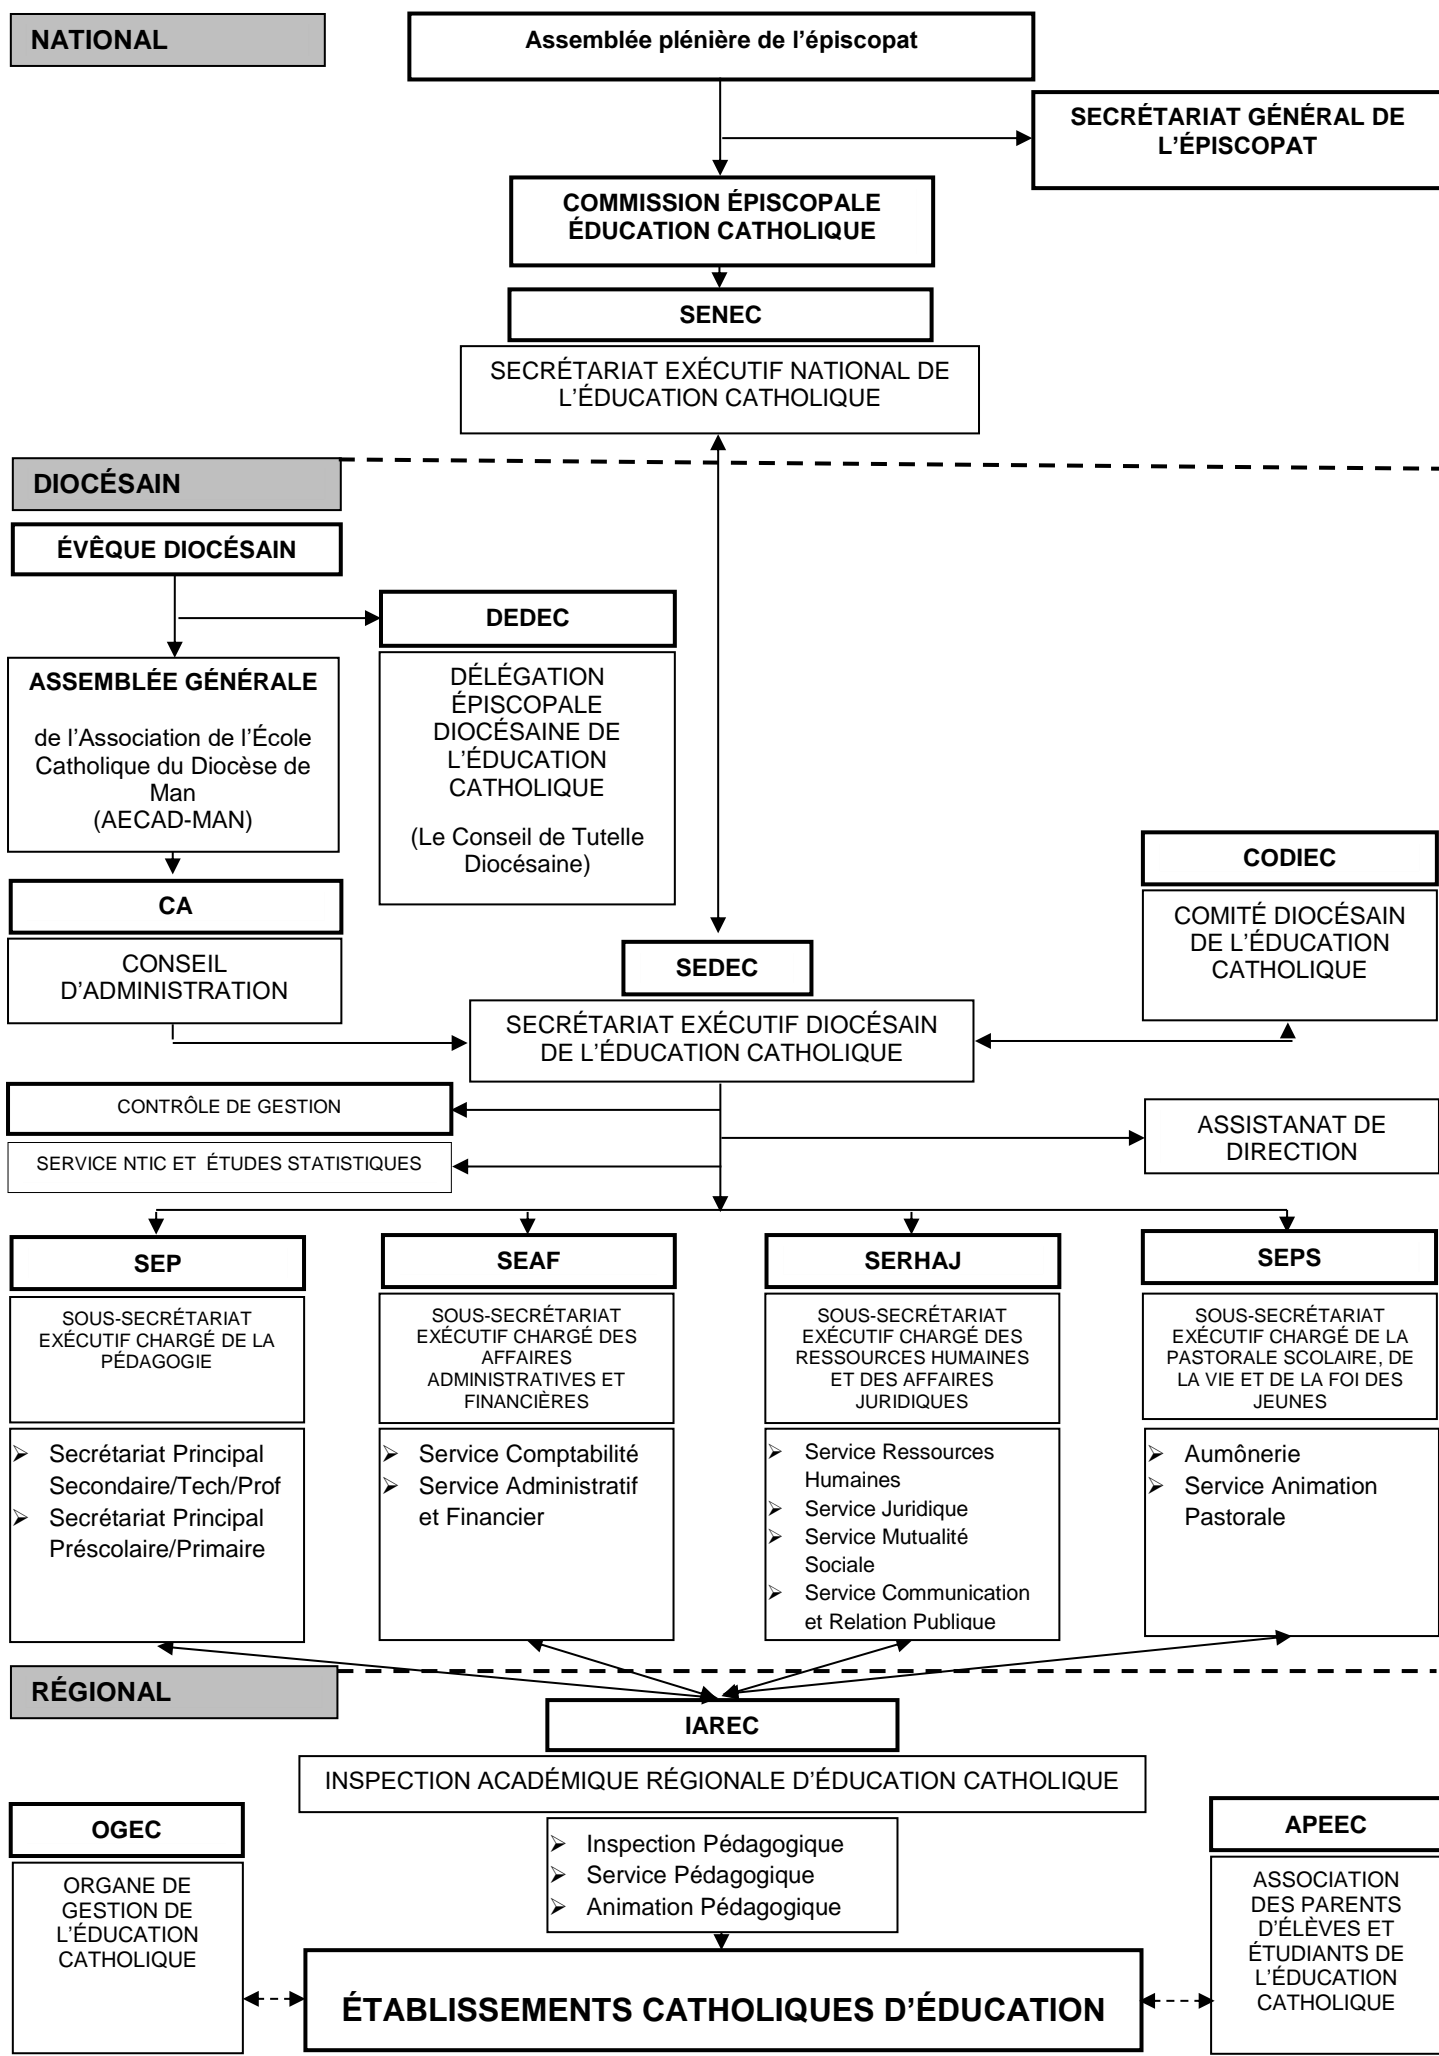 NATIONAL
Assemblée plénière de l’épiscopat
SECRÉTARIAT GÉNÉRAL DE
L’ÉPISCOPAT
COMMISSION ÉPISCOPALE
ÉDUCATION CATHOLIQUE
SENEC
SECRÉTARIAT EXÉCUTIF NATIONAL DE
L’ÉDUCATION CATHOLIQUE
DIOCÉSAIN
ÉVÊQUE DIOCÉSAIN
DEDEC
DÉLÉGATION
ÉPISCOPALE
DIOCÉSAINE DE
L’ÉDUCATION
CATHOLIQUE
(Le Conseil de Tutelle
Diocésaine)
ASSEMBLÉE GÉNÉRALE
de l’Association de l’École
Catholique du Diocèse de
Man
(AECAD-MAN)
CA
CONSEIL
D’ADMINISTRATION
CODIEC
COMITÉ DIOCÉSAIN
DE L’ÉDUCATION
CATHOLIQUE
SEDEC
SECRÉTARIAT EXÉCUTIF DIOCÉSAIN
DE L’ÉDUCATION CATHOLIQUE
CONTRÔLE DE GESTION
SERVICE NTIC ET ÉTUDES STATISTIQUES
ASSISTANAT DE
DIRECTION
SEP
SOUS-SECRÉTARIAT
EXÉCUTIF CHARGÉ DE LA
PÉDAGOGIE
➢ Secrétariat Principal
Secondaire/Tech/Prof
➢ Secrétariat Principal
Préscolaire/Primaire
SEAF
SOUS-SECRÉTARIAT
EXÉCUTIF CHARGÉ DES
AFFAIRES
ADMINISTRATIVES ET
FINANCIÈRES
➢ Service Comptabilité
➢ Service Administratif
et Financier
SERHAJ
SOUS-SECRÉTARIAT
EXÉCUTIF CHARGÉ DES
RESSOURCES HUMAINES
ET DES AFFAIRES
JURIDIQUES
➢ Service Ressources
Humaines
➢ Service Juridique
➢ Service Mutualité
Sociale
➢ Service Communication
et Relation Publique
SEPS
SOUS-SECRÉTARIAT
EXÉCUTIF CHARGÉ DE LA
PASTORALE SCOLAIRE, DE
LA VIE ET DE LA FOI DES
JEUNES
➢ Aumônerie
➢ Service Animation
Pastorale
RÉGIONAL
IAREC
INSPECTION ACADÉMIQUE RÉGIONALE D’ÉDUCATION CATHOLIQUE
➢ Inspection Pédagogique
➢ Service Pédagogique
➢ Animation Pédagogique
OGEC
ORGANE DE
GESTION DE
L’ÉDUCATION
CATHOLIQUE
APEEC
ASSOCIATION
DES PARENTS
D’ÉLÈVES ET
ÉTUDIANTS DE
L’ÉDUCATION
CATHOLIQUE
ÉTABLISSEMENTS CATHOLIQUES D’ÉDUCATION